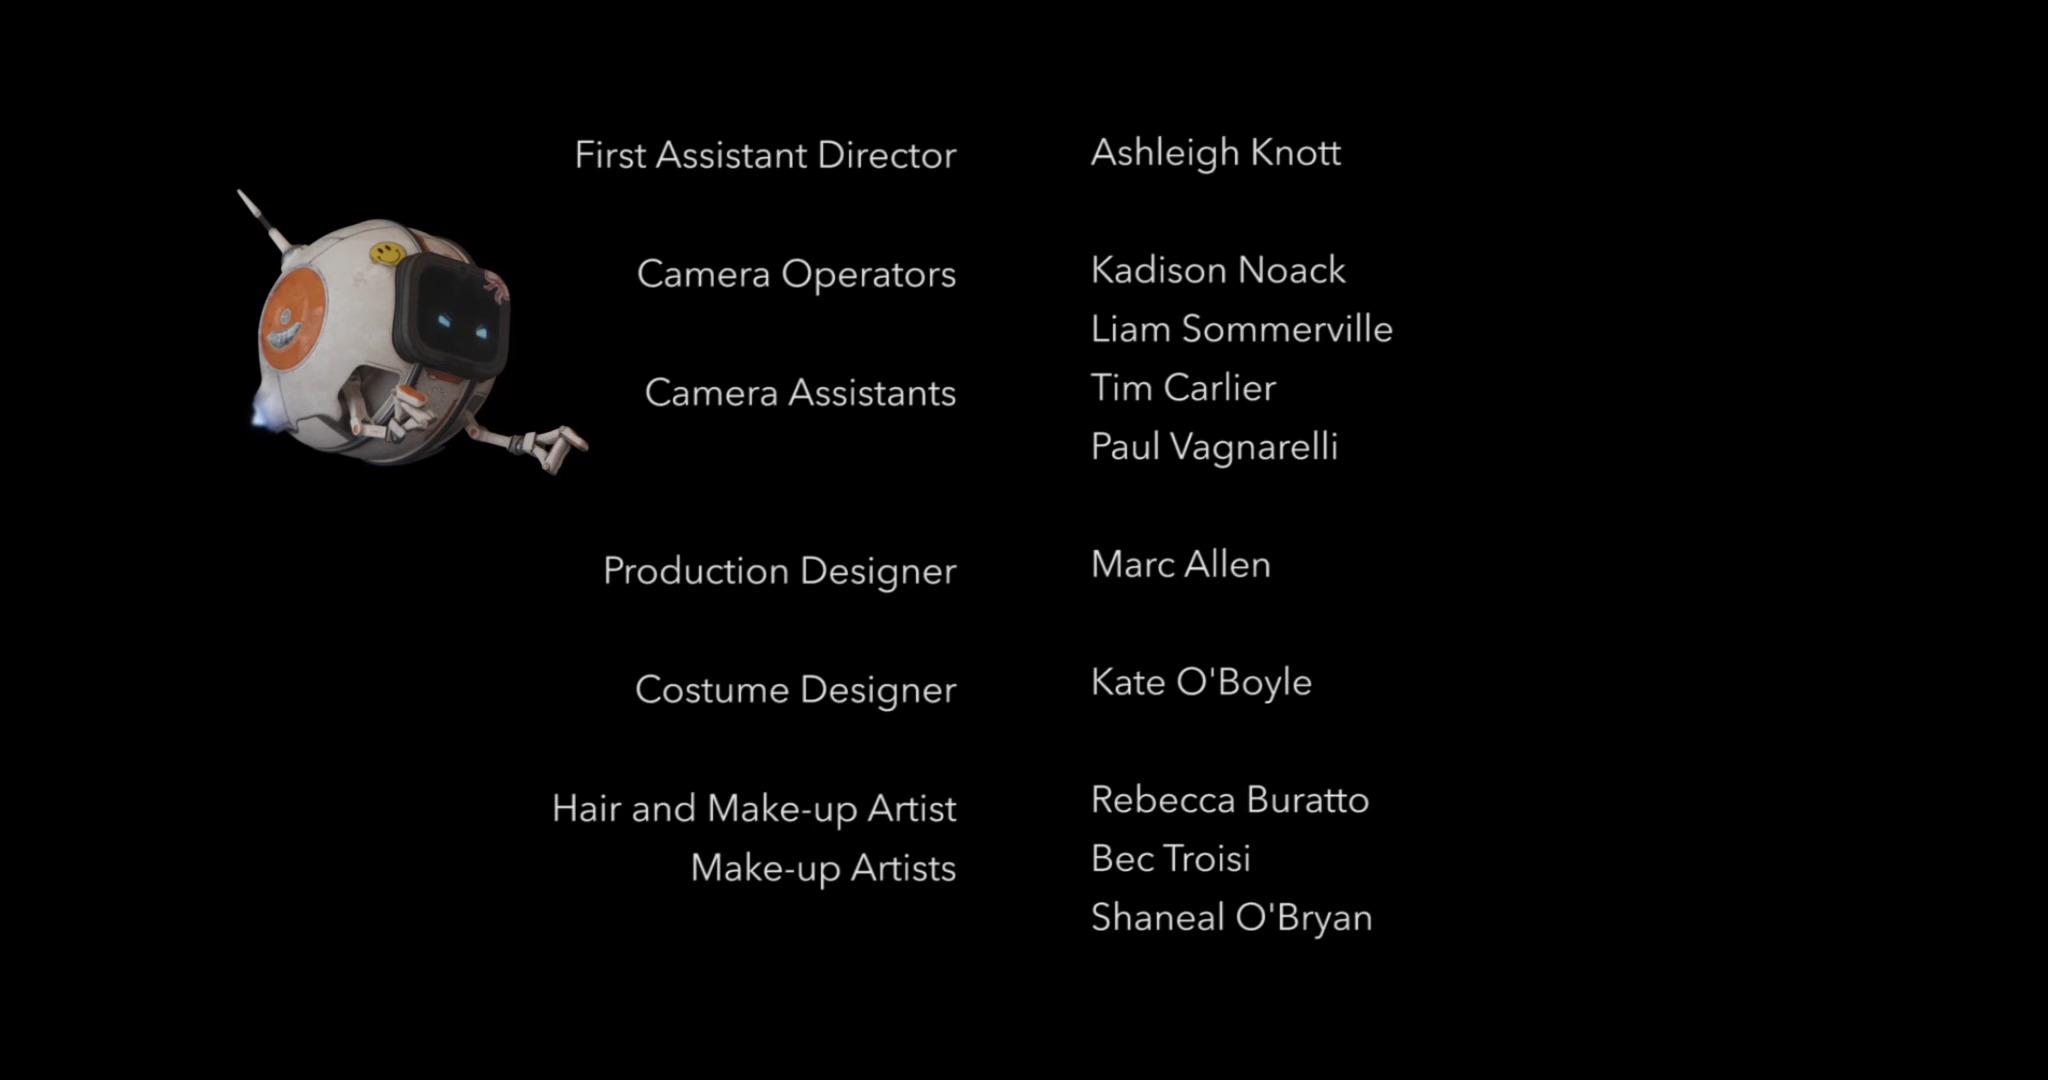 First Assistant Director Ashleigh Knott
Camera Operators Kadison Noack
Liam Sommerville
Camera Assistants Tim Carlier
Paul Vagnarelli
Production Designer Marc Allen
Costume Designer Kate O'Boyle
Hair and Make-up Artist Rebecca Buratto
Make-up Artists Bec Troisi
Shaneal O'Bryan